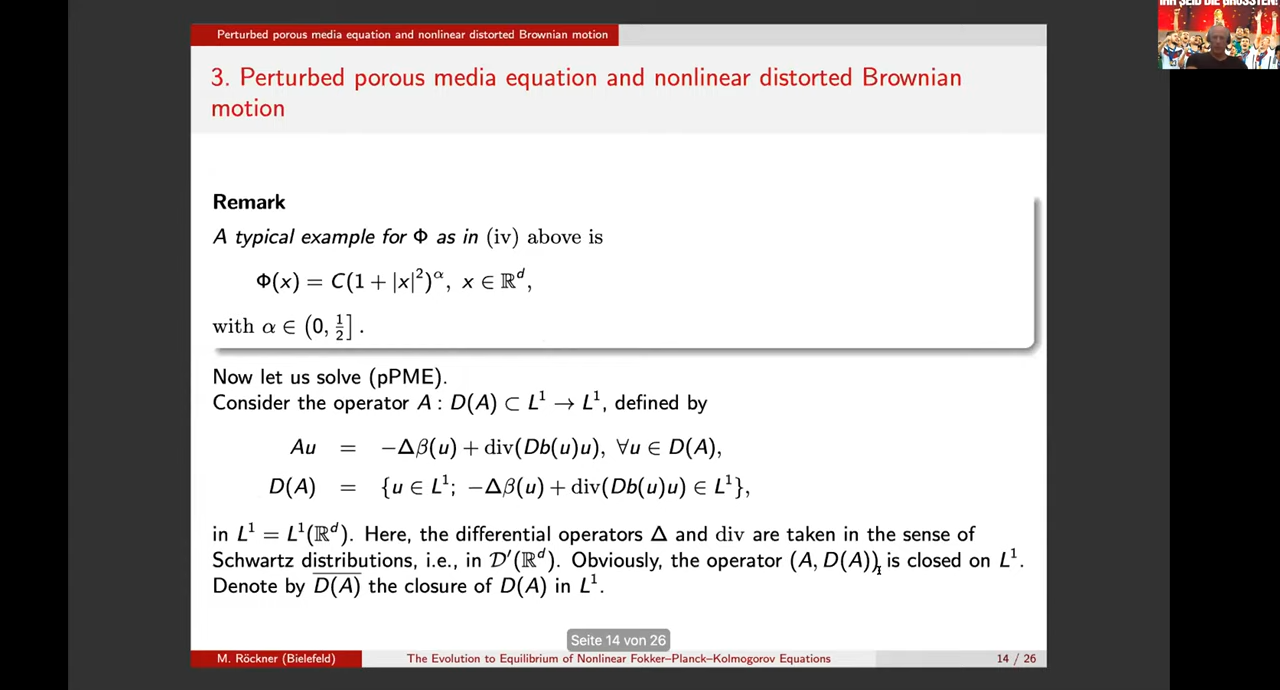 Perturbed porous media equation and nonlinear distorted Brownian motion
IHR SEID DIE GRÖSSTEN!
3. Perturbed porous media equation and nonlinear distorted Brownian
motion
Remark
A typical example for Φ as in (iv) above is
Φ(x) = C(1 + |x|²)^α, x ∈ ℝ^d,
with α ∈ (0, 1/2] .
Now let us solve (pPME).
Consider the operator A : D(A) ⊂ L¹ → L¹, defined by
Au = −Δβ(u) + div(Db(u)u), ∀u ∈ D(A),
D(A) = {u ∈ L¹; −Δβ(u) + div(Db(u)u) ∈ L¹},
in L¹ = L¹(ℝ^d). Here, the differential operators Δ and div are taken in the sense of
Schwartz distributions, i.e., in 𝒟′(ℝ^d). Obviously, the operator (A, D(A)) is closed on L¹.
Denote by \overline{D(A)} the closure of D(A) in L¹.
Seite 14 von 26
M. Röckner (Bielefeld) The Evolution to Equilibrium of Nonlinear Fokker–Planck–Kolmogorov Equations 14 / 26